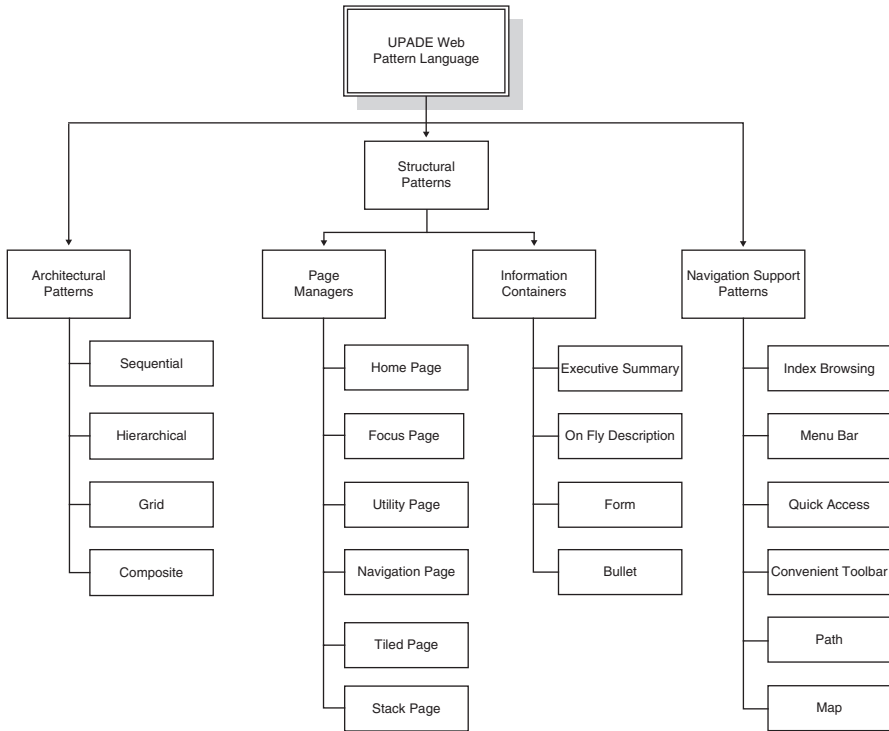 UPADE Web
Pattern Language
Structural
Patterns
Architectural
Patterns
Page
Managers
Information
Containers
Navigation Support
Patterns
Sequential
Hierarchical
Grid
Composite
Home Page
Focus Page
Utility Page
Navigation Page
Tiled Page
Stack Page
Executive Summary
On Fly Description
Form
Bullet
Index Browsing
Menu Bar
Quick Access
Convenient Toolbar
Path
Map